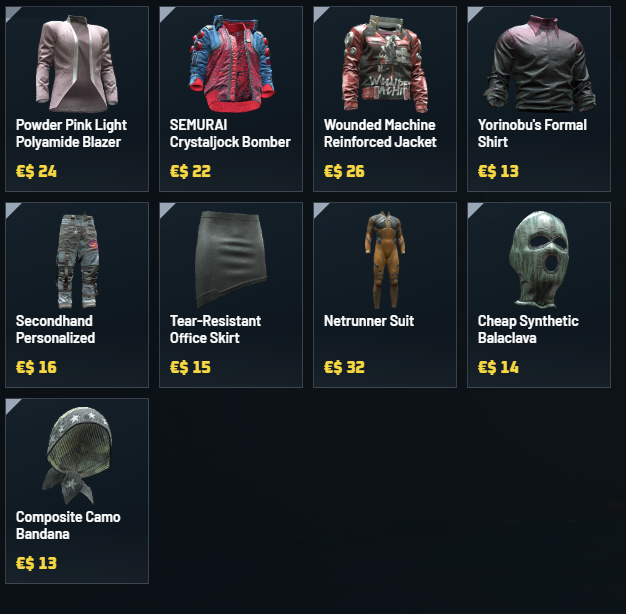 Powder Pink Light
Polyamide Blazer
€$ 24
SEMURAI
Crystaljock Bomber
€$ 22
Wounded Machine
Reinforced Jacket
€$ 26
Yorinobu's Formal
Shirt
€$ 13
Secondhand
Personalized
€$ 16
Tear-Resistant
Office Skirt
€$ 15
Netrunner Suit
€$ 32
Cheap Synthetic
Balaclava
€$ 14
Composite Camo
Bandana
€$ 13